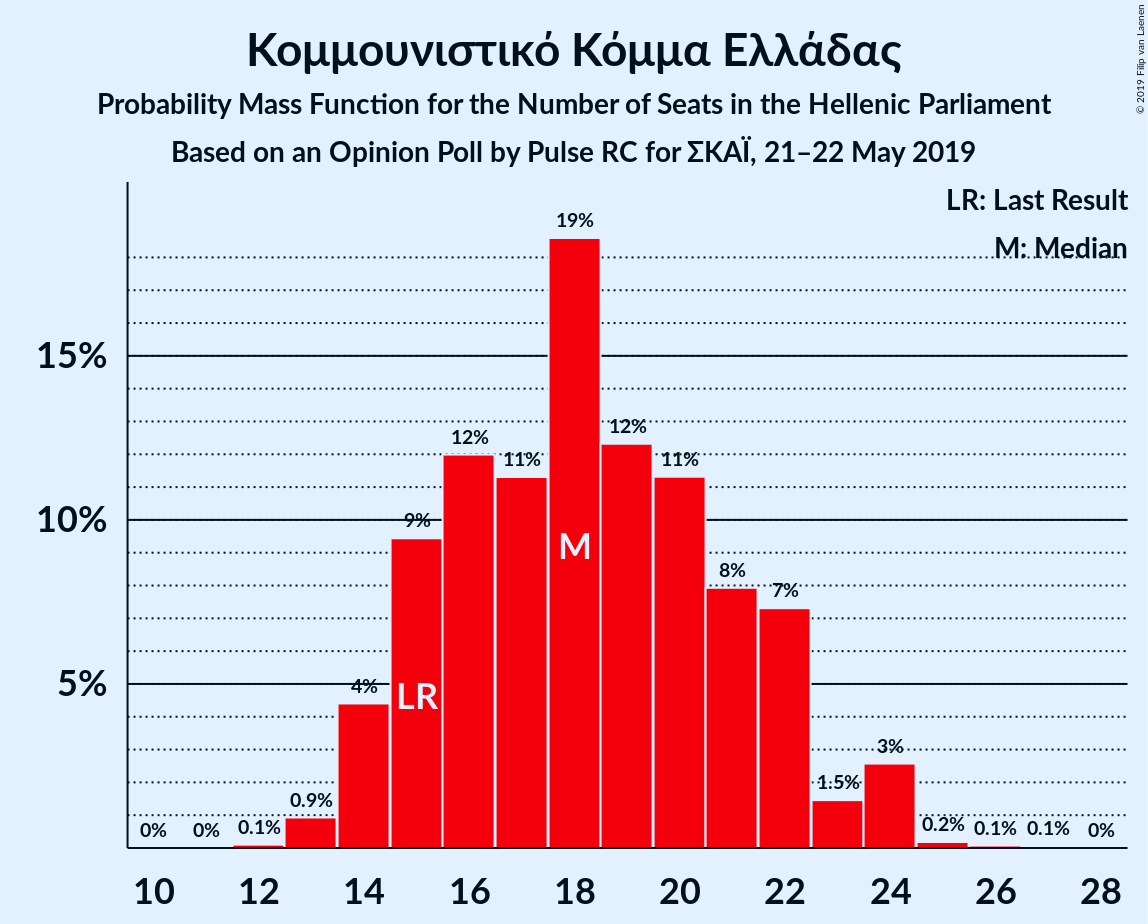 Κομμουνιστικό Κόμμα Ελλάδας
Probability Mass Function for the Number of Seats in the Hellenic Parliament
Based on an Opinion Poll by Pulse RC for ΣΚΑΪ, 21–22 May 2019
© 2019 Filip van Laenen
LR: Last Result
M: Median
19%
15%
12%
12%
11%
11%
10%
9%
M
8%
7%
5%
4%
LR
3%
1.5%
0.9%
0%
0%
0.1%
0.2%
0.1%
0.1%
0%
10 12 14 16 18 20 22 24 26 28